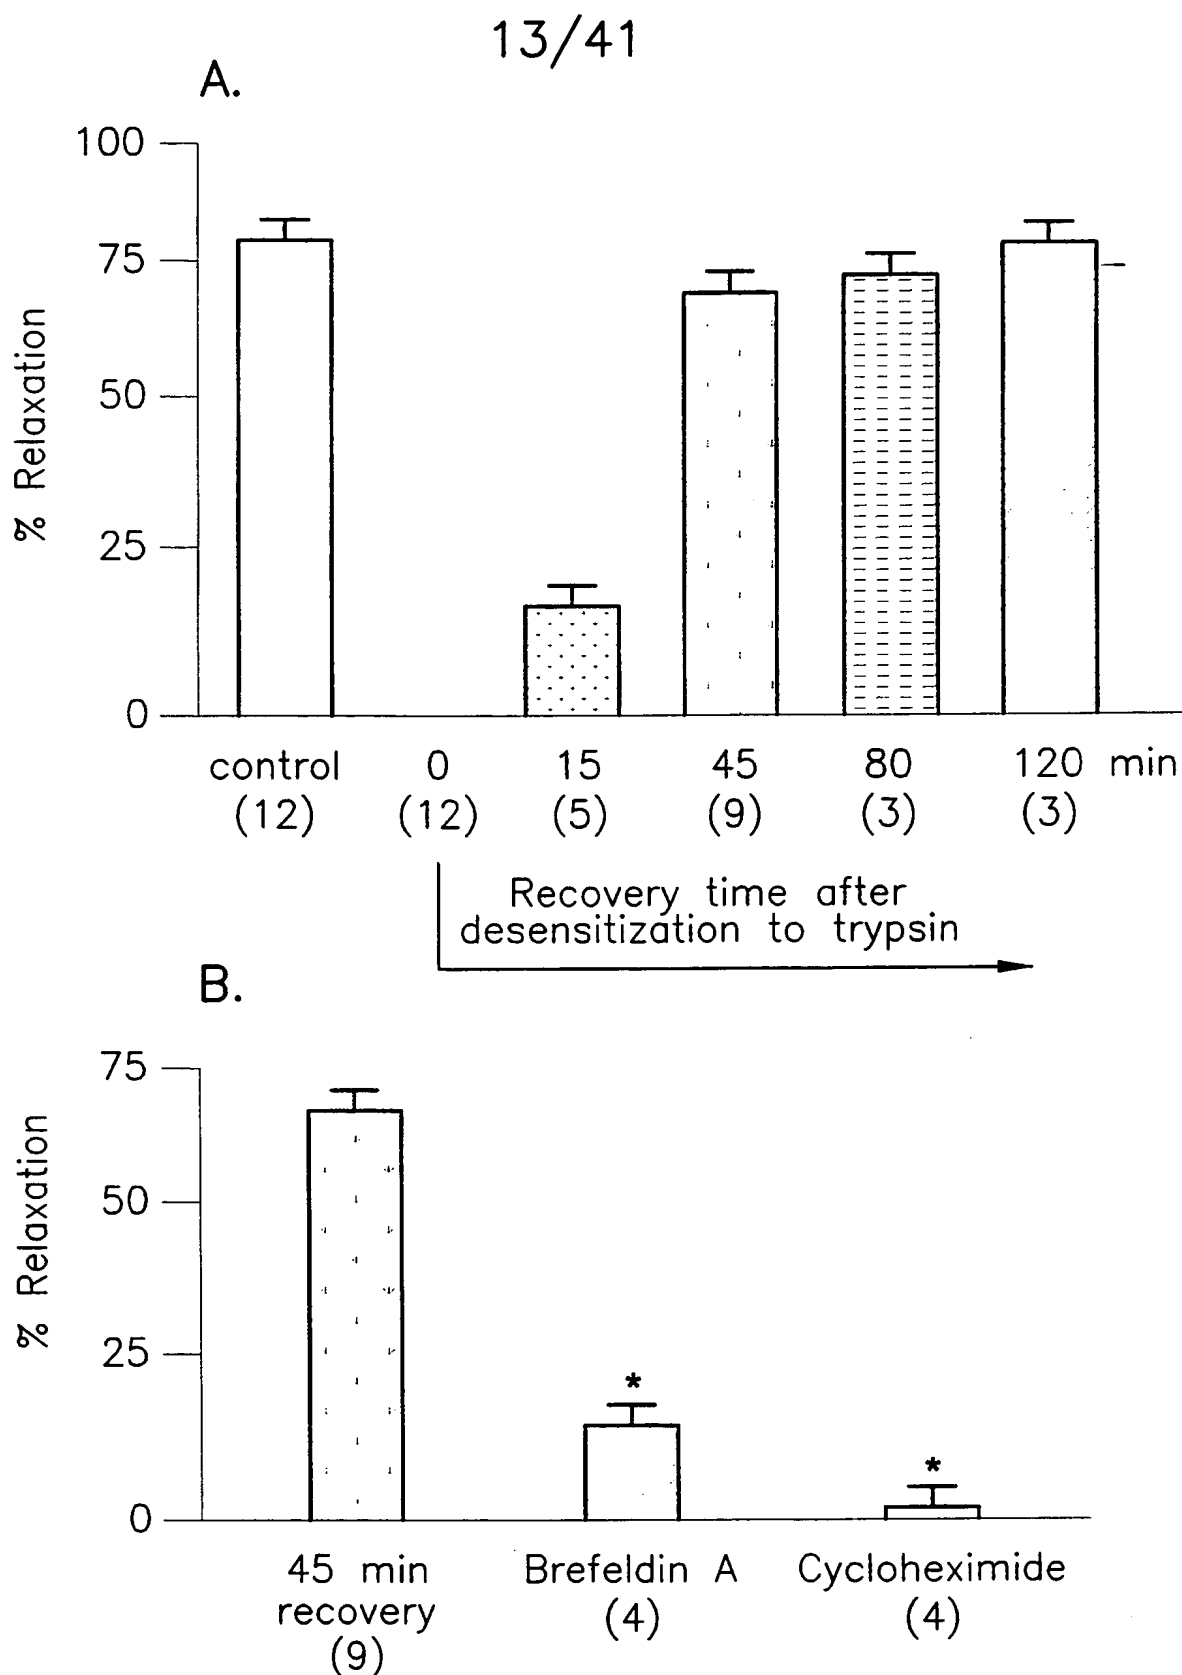 13/41
A.
100
75
50
25
0
% Relaxation
control 0 15 45 80 120 min
(12) (12) (5) (9) (3) (3)
Recovery time after
desensitization to trypsin
B.
75
50
25
0
% Relaxation
* *
45 min Brefeldin A Cycloheximide
recovery (4) (4)
(9)